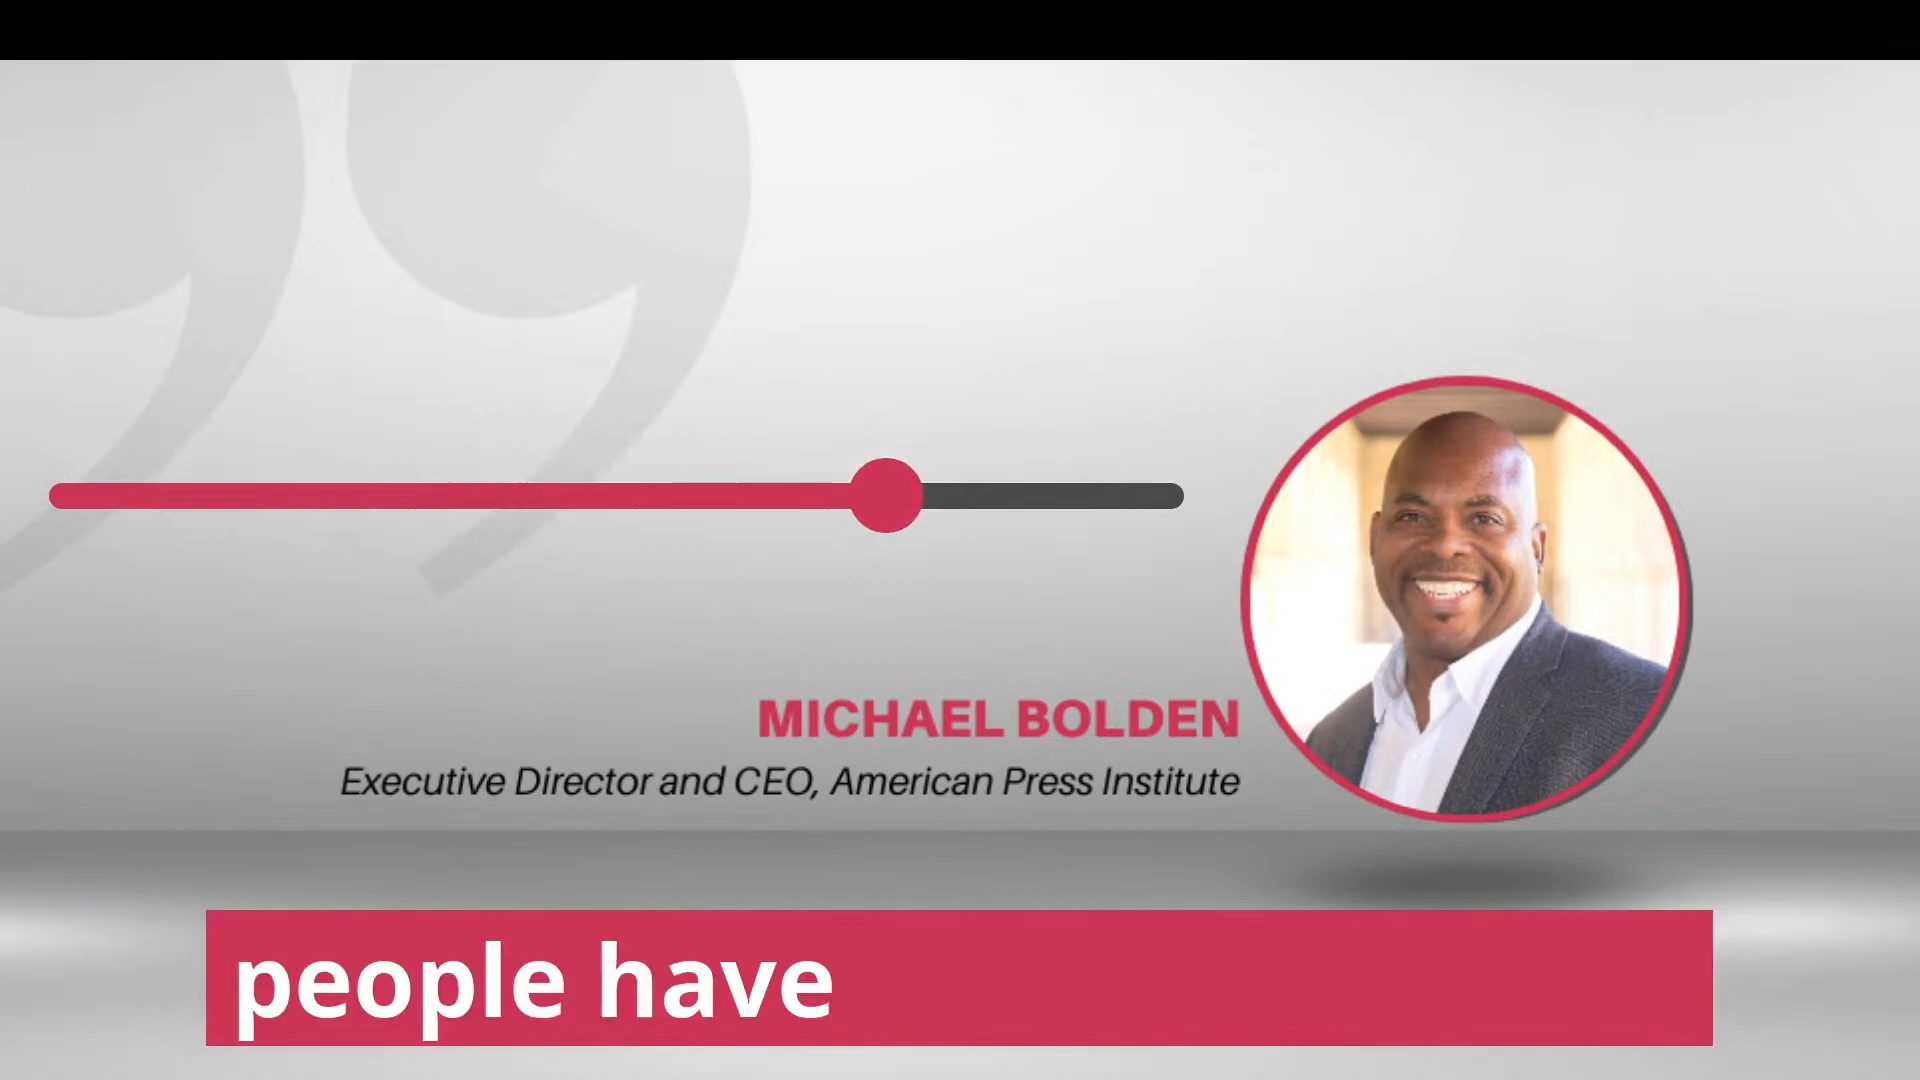 MICHAEL BOLDEN
Executive Director and CEO, American Press Institute
people have